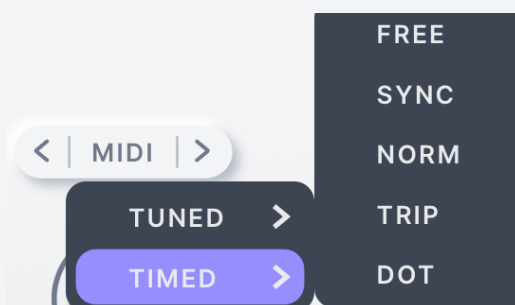 MIDI
TUNED
TIMED
FREE
SYNC
NORM
TRIP
DOT